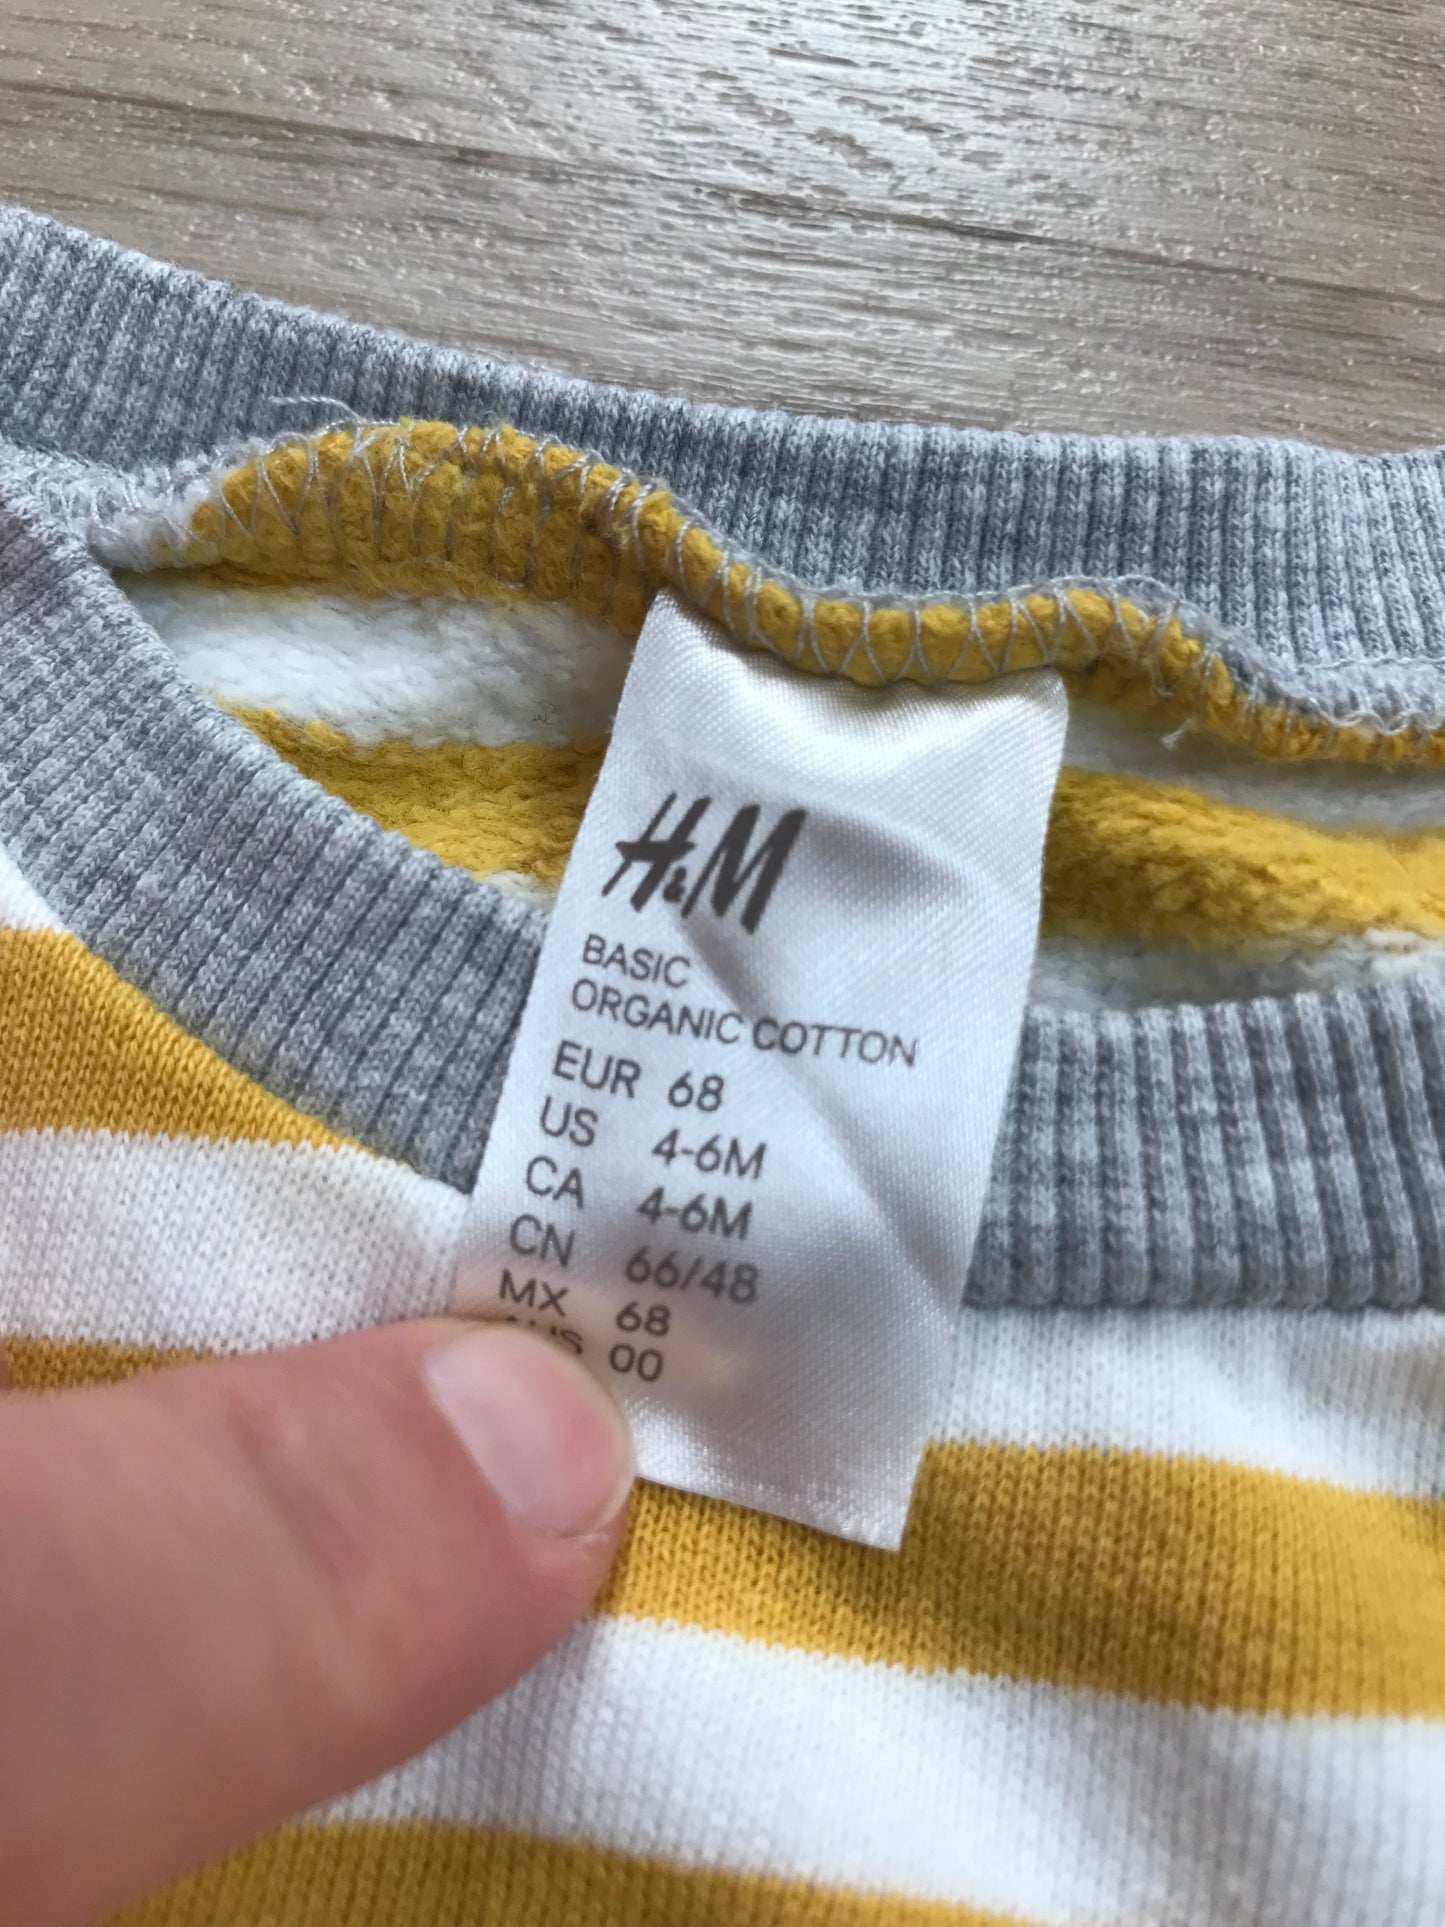 H&M
BASIC
ORGANIC COTTON
EUR 68
US 4-6M
CA 4-6M
CN 66/48
MX 68
00